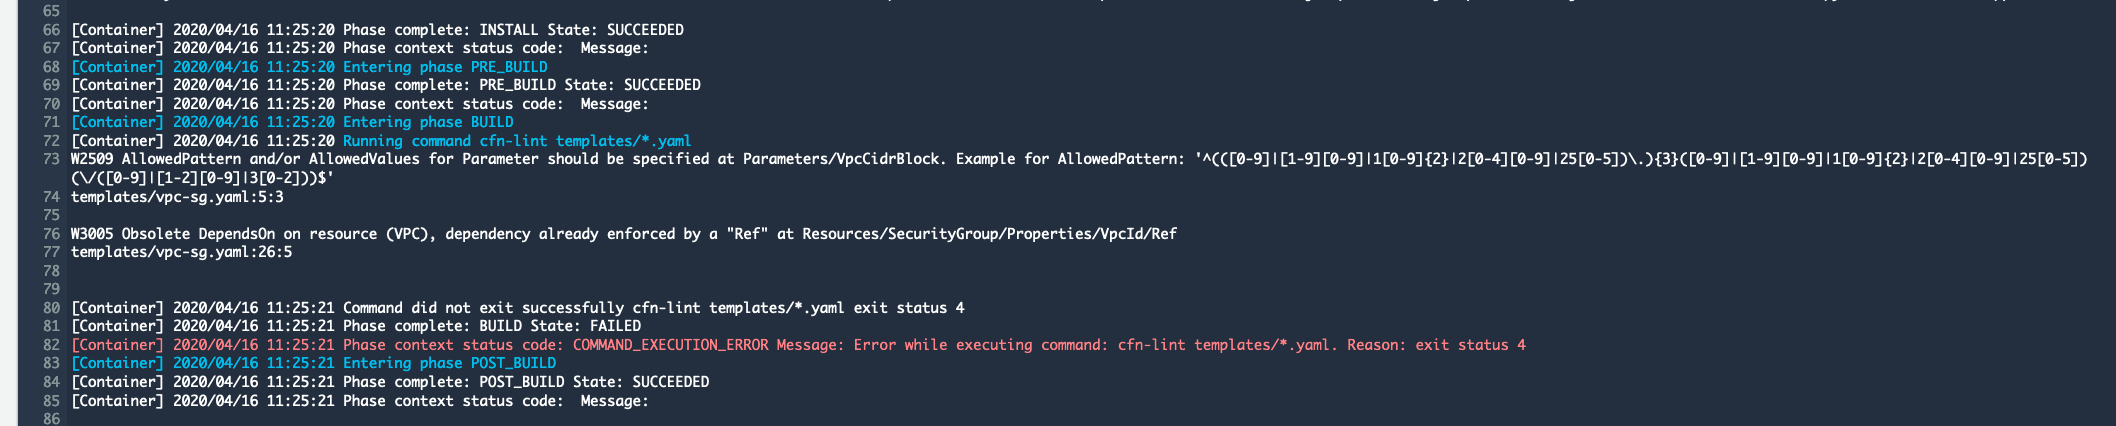 65
66 [Container] 2020/04/16 11:25:20 Phase complete: INSTALL State: SUCCEEDED
67 [Container] 2020/04/16 11:25:20 Phase context status code:  Message:
68 [Container] 2020/04/16 11:25:20 Entering phase PRE_BUILD
69 [Container] 2020/04/16 11:25:20 Phase complete: PRE_BUILD State: SUCCEEDED
70 [Container] 2020/04/16 11:25:20 Phase context status code:  Message:
71 [Container] 2020/04/16 11:25:20 Entering phase BUILD
72 [Container] 2020/04/16 11:25:20 Running command cfn-lint templates/*.yaml
73 W2509 AllowedPattern and/or AllowedValues for Parameter should be specified at Parameters/VpcCidrBlock. Example for AllowedPattern: '^(([0-9]|[1-9][0-9]|1[0-9]{2}|2[0-4][0-9]|25[0-5])\.){3}([0-9]|[1-9][0-9]|1[0-9]{2}|2[0-4][0-9]|25[0-5])
(\/([0-9]|[1-2][0-9]|3[0-2]))$'
74 templates/vpc-sg.yaml:5:3
75
76 W3005 Obsolete DependsOn on resource (VPC), dependency already enforced by a "Ref" at Resources/SecurityGroup/Properties/VpcId/Ref
77 templates/vpc-sg.yaml:26:5
78
79
80 [Container] 2020/04/16 11:25:21 Command did not exit successfully cfn-lint templates/*.yaml exit status 4
81 [Container] 2020/04/16 11:25:21 Phase complete: BUILD State: FAILED
82 [Container] 2020/04/16 11:25:21 Phase context status code: COMMAND_EXECUTION_ERROR Message: Error while executing command: cfn-lint templates/*.yaml. Reason: exit status 4
83 [Container] 2020/04/16 11:25:21 Entering phase POST_BUILD
84 [Container] 2020/04/16 11:25:21 Phase complete: POST_BUILD State: SUCCEEDED
85 [Container] 2020/04/16 11:25:21 Phase context status code:  Message:
86